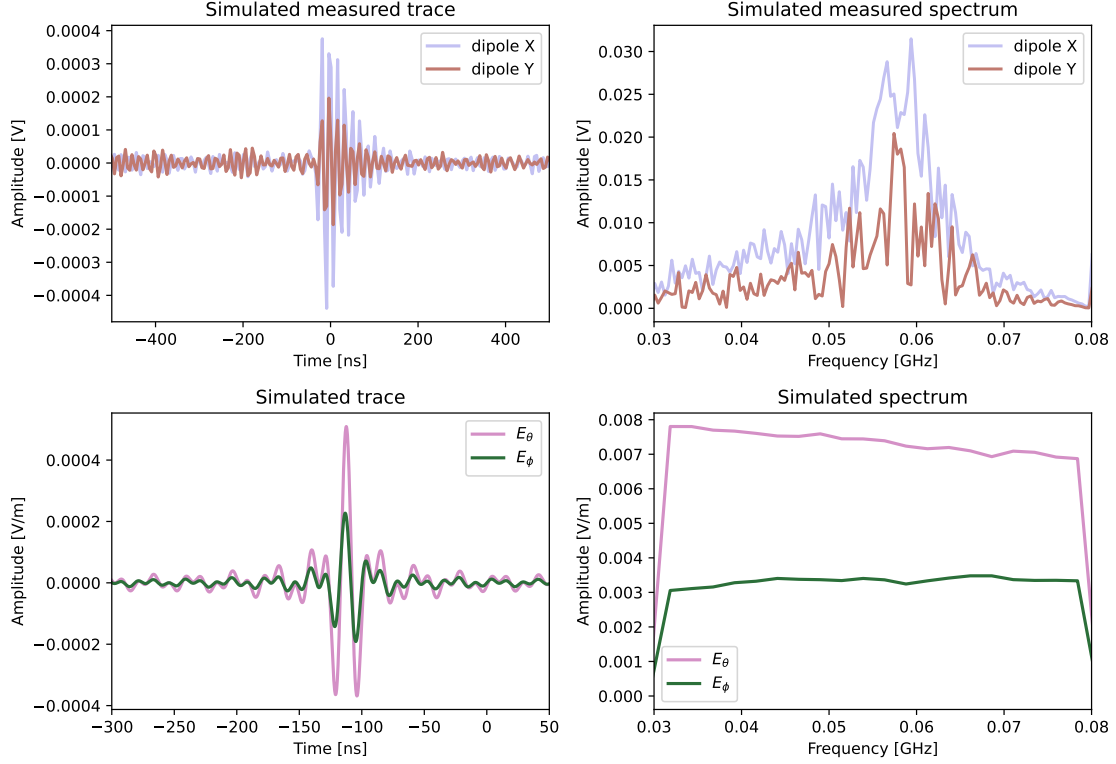 Simulated measured trace
0.0004
0.0003
0.0002
0.0001
0.0000
−0.0001
−0.0002
−0.0003
−0.0004
Amplitude [V]
dipole X
dipole Y
−400 −200 0 200 400
Time [ns]
Simulated measured spectrum
0.030
0.025
0.020
0.015
0.010
0.005
0.000
Amplitude [V]
dipole X
dipole Y
0.03 0.04 0.05 0.06 0.07 0.08
Frequency [GHz]
Simulated trace
0.0004
0.0002
0.0000
−0.0002
−0.0004
Amplitude [V/m]
E_θ
E_ϕ
−300 −250 −200 −150 −100 −50 0 50
Time [ns]
Simulated spectrum
0.008
0.007
0.006
0.005
0.004
0.003
0.002
0.001
0.000
Amplitude [V/m]
E_θ
E_ϕ
0.03 0.04 0.05 0.06 0.07 0.08
Frequency [GHz]